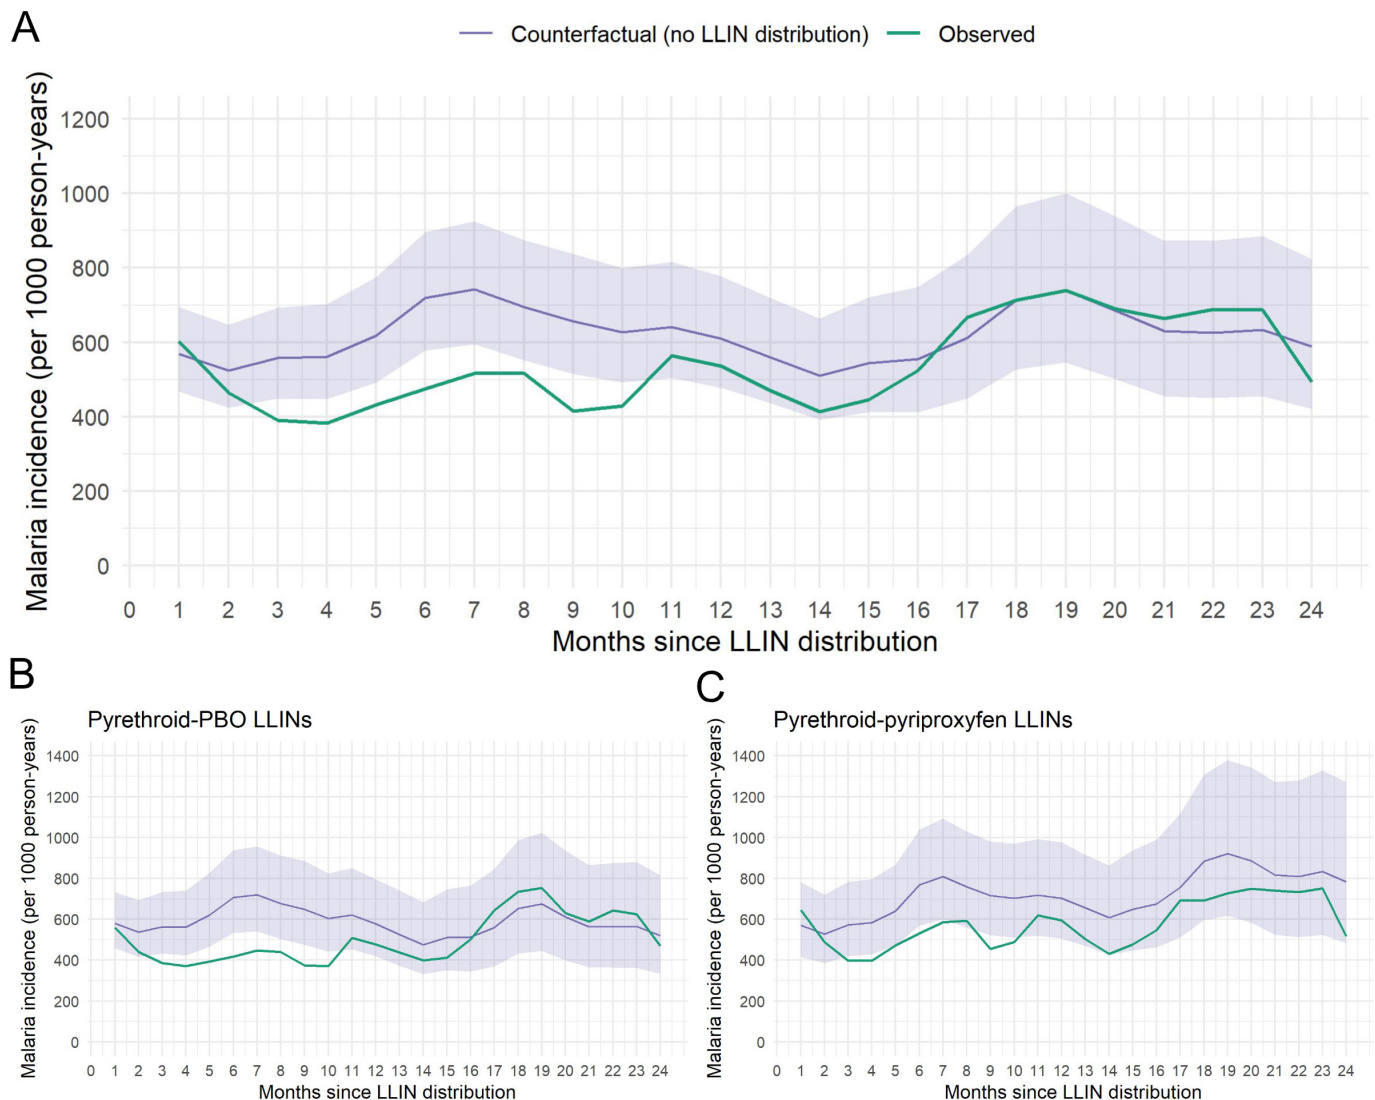 A
Counterfactual (no LLIN distribution)
Observed
Malaria incidence (per 1000 person-years)
1200
1000
800
600
400
200
0
0 1 2 3 4 5 6 7 8 9 10 11 12 13 14 15 16 17 18 19 20 21 22 23 24
Months since LLIN distribution
B
Pyrethroid-PBO LLINs
Malaria incidence (per 1000 person-years)
1400
1200
1000
800
600
400
200
0
0 1 2 3 4 5 6 7 8 9 10 11 12 13 14 15 16 17 18 19 20 21 22 23 24
Months since LLIN distribution
C
Pyrethroid-pyriproxyfen LLINs
Malaria incidence (per 1000 person-years)
1400
1200
1000
800
600
400
200
0
0 1 2 3 4 5 6 7 8 9 10 11 12 13 14 15 16 17 18 19 20 21 22 23 24
Months since LLIN distribution